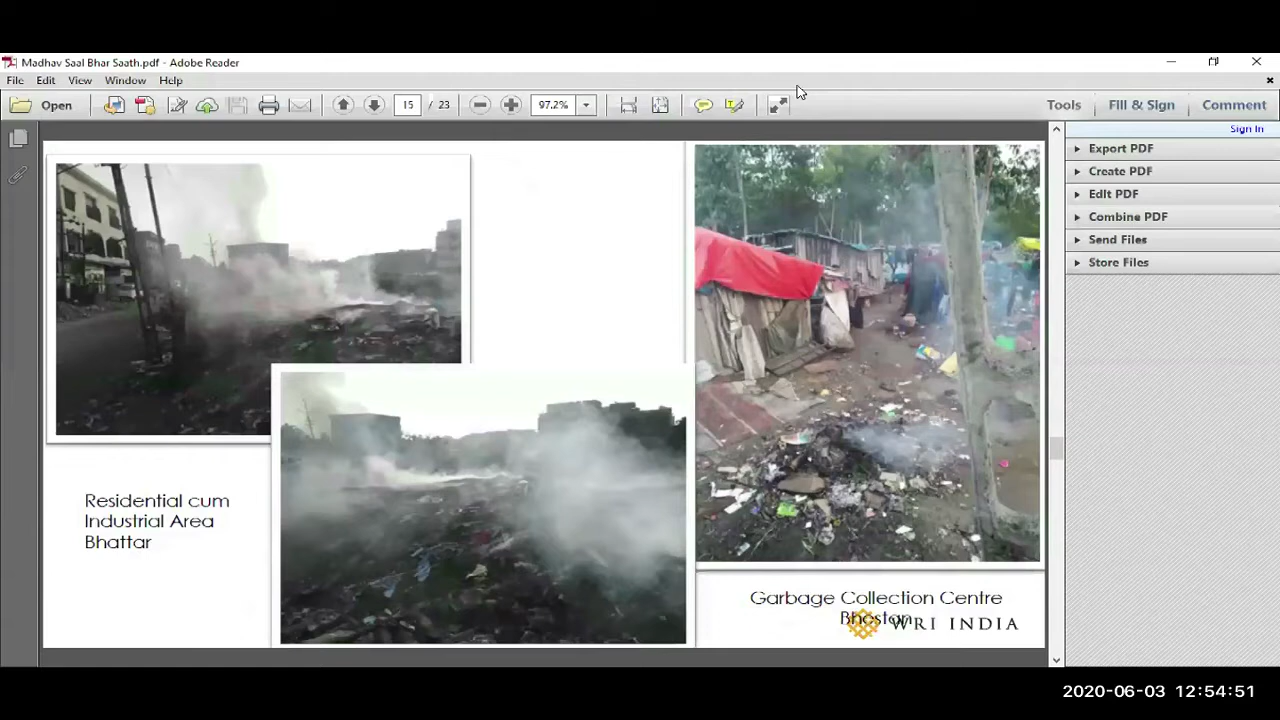 Madhav Saal Bhar Saath.pdf - Adobe Reader
File Edit View Window Help
Open 15 / 23 97.2% Tools Fill & Sign Comment
Sign In
Export PDF
Create PDF
Edit PDF
Combine PDF
Send Files
Store Files
Residential cum
Industrial Area
Bhattar
Garbage Collection Centre
Bhestan
WRI INDIA
2020-06-03 12:54:51